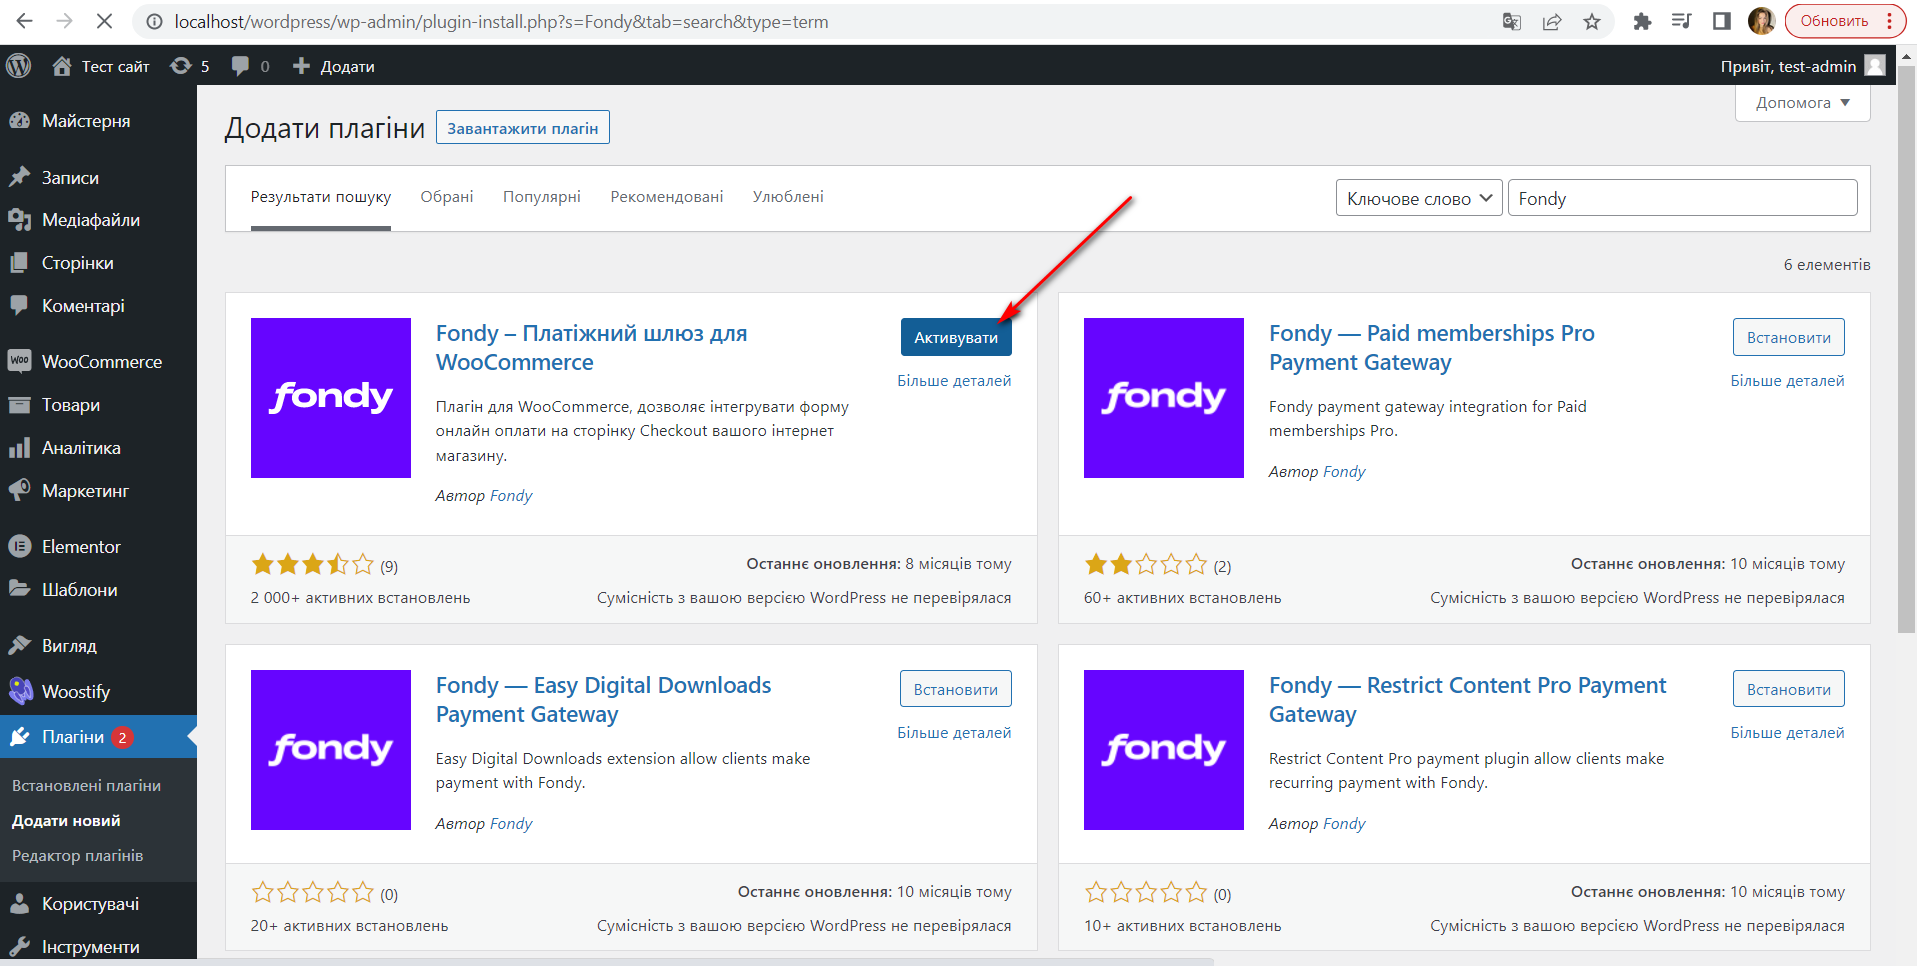 localhost/wordpress/wp-admin/plugin-install.php?s=Fondy&tab=search&type=term
Обновить
Тест сайт
5
0
Додати
Привіт, test-admin
Майстерня
Записи
Медіафайли
Сторінки
Коментарі
Woo WooCommerce
Товари
Аналітика
Маркетинг
Elementor
Шаблони
Вигляд
Woostify
Плагіни 2
Встановлені плагіни
Додати новий
Редактор плагінів
Користувачі
Інструменти
Допомога
Додати плагіни
Завантажити плагін
Результати пошуку Обрані Популярні Рекомендовані Улюблені
Ключове слово
Fondy
6 елементів
fondy
Fondy – Платіжний шлюз для
WooCommerce
Активувати
Більше деталей
Плагін для WooCommerce, дозволяє інтегрувати форму
онлайн оплати на сторінку Checkout вашого інтернет
магазину.
Автор Fondy
(9)
Останнє оновлення: 8 місяців тому
2 000+ активних встановлень
Сумісність з вашою версією WordPress не перевірялася
fondy
Fondy — Paid memberships Pro
Payment Gateway
Встановити
Більше деталей
Fondy payment gateway integration for Paid
memberships Pro.
Автор Fondy
(2)
Останнє оновлення: 10 місяців тому
60+ активних встановлень
Сумісність з вашою версією WordPress не перевірялася
fondy
Fondy — Easy Digital Downloads
Payment Gateway
Встановити
Більше деталей
Easy Digital Downloads extension allow clients make
payment with Fondy.
Автор Fondy
(0)
Останнє оновлення: 10 місяців тому
20+ активних встановлень
Сумісність з вашою версією WordPress не перевірялася
fondy
Fondy — Restrict Content Pro Payment
Gateway
Встановити
Більше деталей
Restrict Content Pro payment plugin allow clients make
recurring payment with Fondy.
Автор Fondy
(0)
Останнє оновлення: 10 місяців тому
10+ активних встановлень
Сумісність з вашою версією WordPress не перевірялася